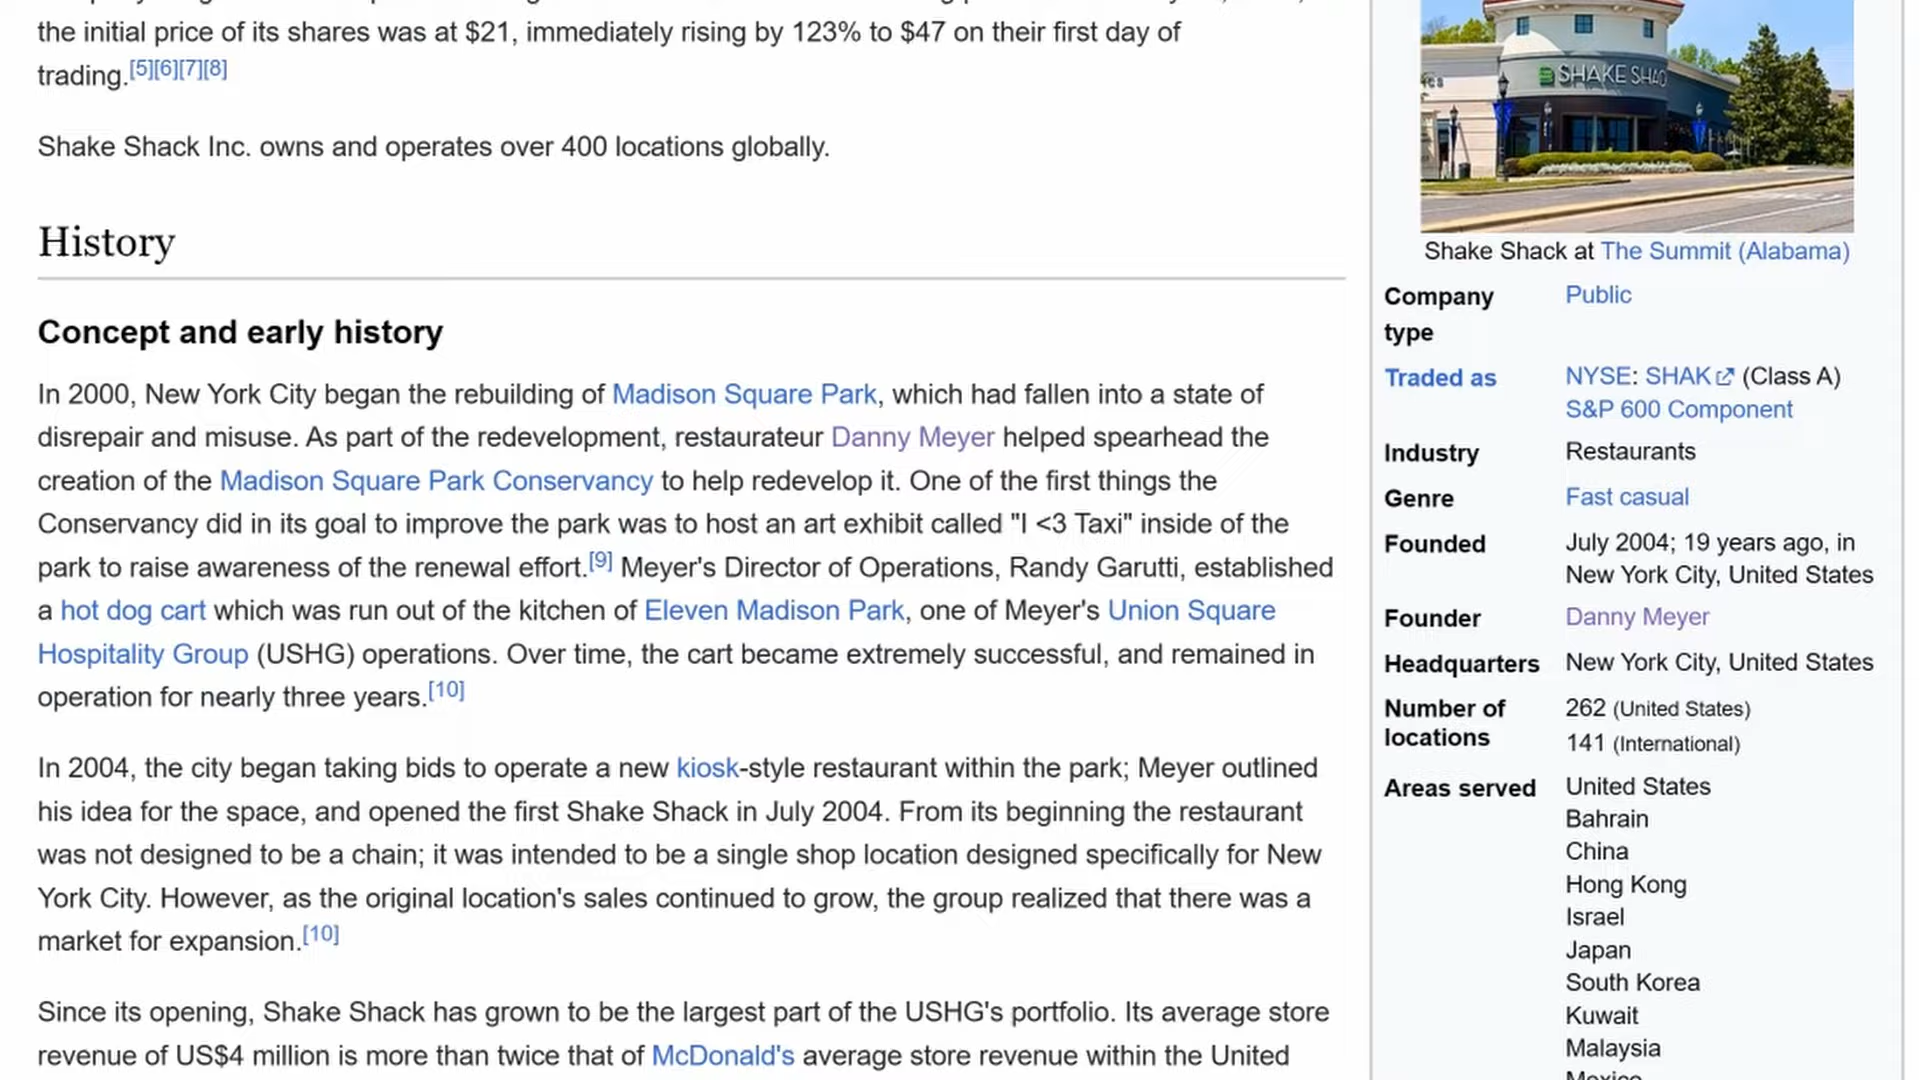 the initial price of its shares was at $21, immediately rising by 123% to $47 on their first day of
trading.[5][6][7][8]
Shake Shack Inc. owns and operates over 400 locations globally.
History
Concept and early history
In 2000, New York City began the rebuilding of Madison Square Park, which had fallen into a state of
disrepair and misuse. As part of the redevelopment, restaurateur Danny Meyer helped spearhead the
creation of the Madison Square Park Conservancy to help redevelop it. One of the first things the
Conservancy did in its goal to improve the park was to host an art exhibit called "I <3 Taxi" inside of the
park to raise awareness of the renewal effort.[9] Meyer's Director of Operations, Randy Garutti, established
a hot dog cart which was run out of the kitchen of Eleven Madison Park, one of Meyer's Union Square
Hospitality Group (USHG) operations. Over time, the cart became extremely successful, and remained in
operation for nearly three years.[10]
In 2004, the city began taking bids to operate a new kiosk-style restaurant within the park; Meyer outlined
his idea for the space, and opened the first Shake Shack in July 2004. From its beginning the restaurant
was not designed to be a chain; it was intended to be a single shop location designed specifically for New
York City. However, as the original location's sales continued to grow, the group realized that there was a
market for expansion.[10]
Since its opening, Shake Shack has grown to be the largest part of the USHG's portfolio. Its average store
revenue of US$4 million is more than twice that of McDonald's average store revenue within the United
SHAKE SHAC
Shake Shack at The Summit (Alabama)
Company type Public
Traded as NYSE: SHAK (Class A)
S&P 600 Component
Industry Restaurants
Genre Fast casual
Founded July 2004; 19 years ago, in
New York City, United States
Founder Danny Meyer
Headquarters New York City, United States
Number of locations 262 (United States)
141 (International)
Areas served United States
Bahrain
China
Hong Kong
Israel
Japan
South Korea
Kuwait
Malaysia
Mexico